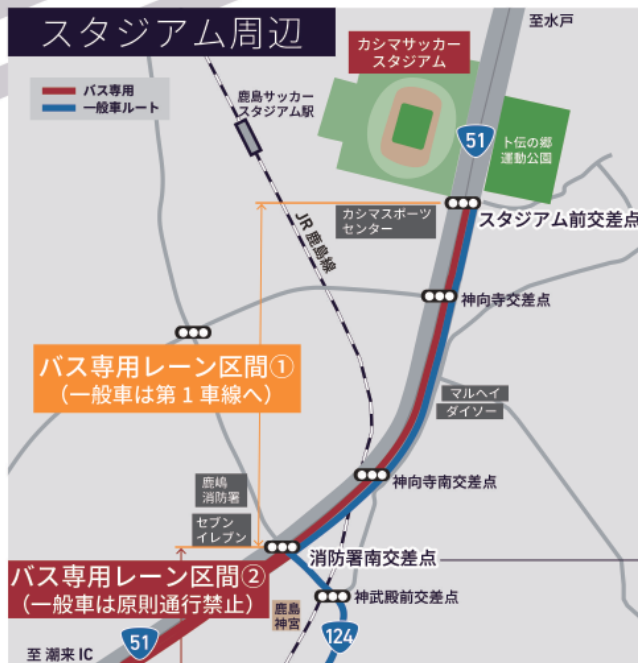 スタジアム周辺
至水戸
カシマサッカー
スタジアム
バス専用
一般車ルート
鹿島サッカー
スタジアム駅
51
卜伝の郷
運動公園
カシマスポーツ
センター
スタジアム前交差点
JR鹿島線
神向寺交差点
バス専用レーン区間①
(一般車は第1車線へ)
マルヘイ
ダイソー
鹿嶋
消防署
神向寺南交差点
セブン
イレブン
消防署南交差点
バス専用レーン区間②
(一般車は原則通行禁止)
鹿島
神宮
神武殿前交差点
51
124
至 潮来IC